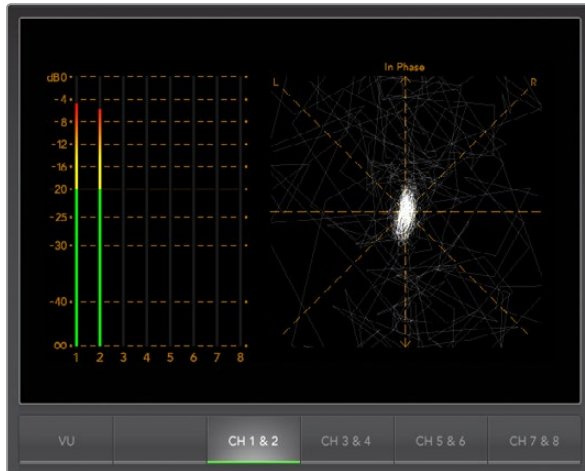 In Phase
dB0
L
R
-4
-8
-12
-16
20
-25
-30
-40
∞
1 2 3 4 5 6 7 8
VU
CH 1 & 2
CH 3 & 4
CH 5 & 6
CH 7 & 8